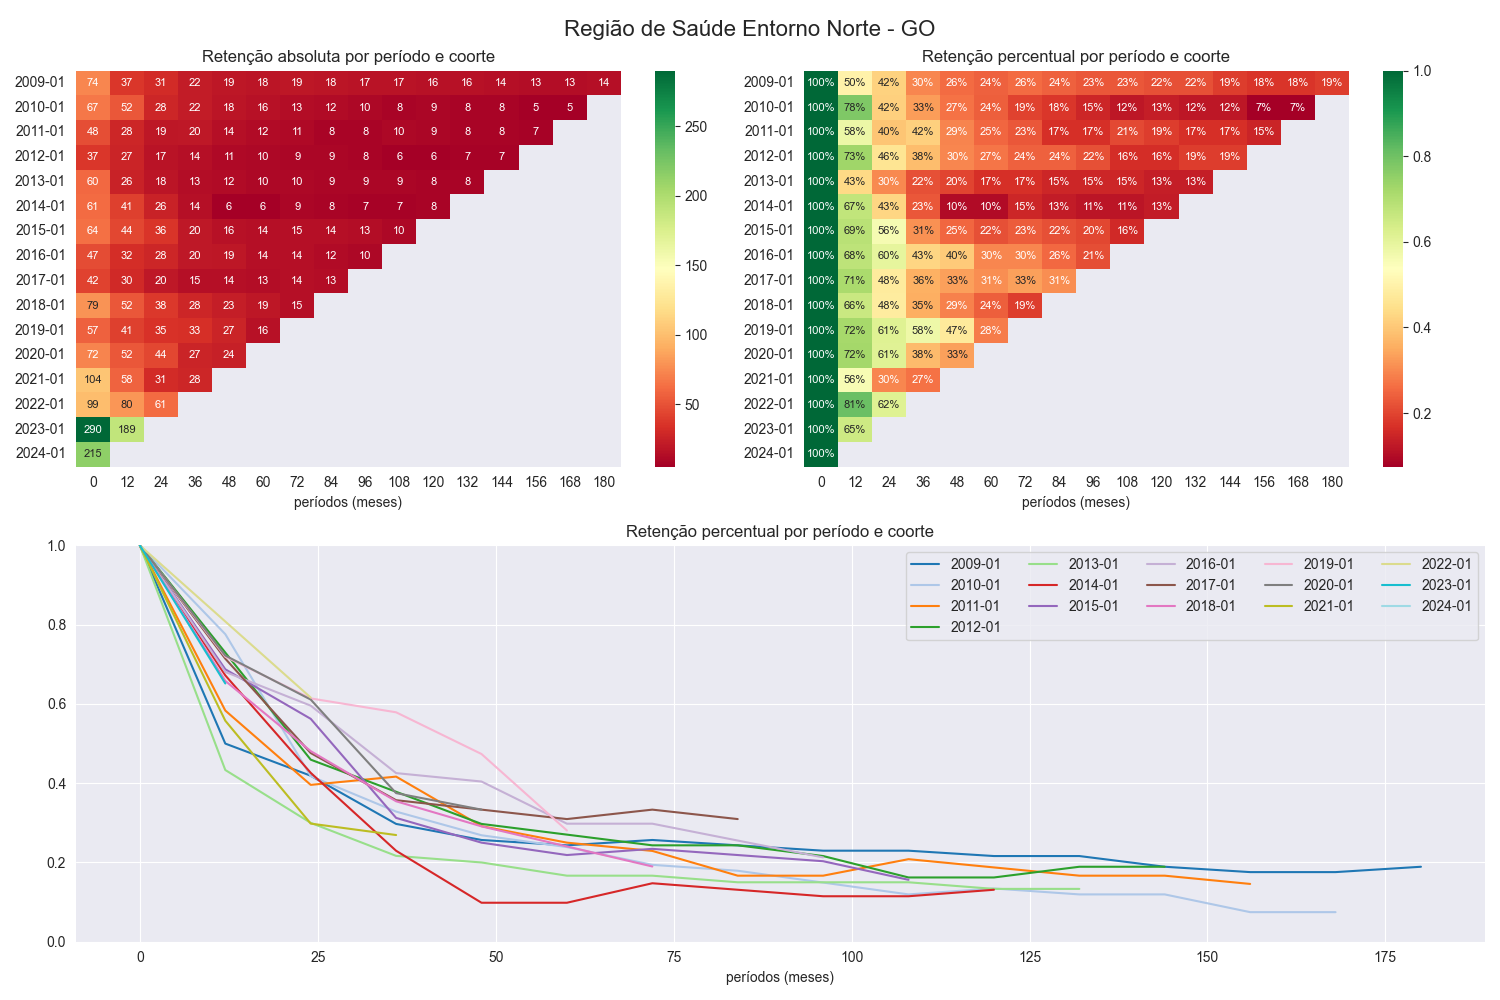 Região de Saúde Entorno Norte - GO
Retenção absoluta por período e coorte
2009-01 74 37 31 22 19 18 19 18 17 17 16 16 14 13 13 14
2010-01 67 52 28 22 18 16 13 12 10 8 9 8 8 5 5
2011-01 48 28 19 20 14 12 11 8 8 10 9 8 8 7
2012-01 37 27 17 14 11 10 9 9 8 6 6 7 7
2013-01 60 26 18 13 12 10 10 9 9 9 8 8
2014-01 61 41 26 14 6 6 9 8 7 7 8
2015-01 64 44 36 20 16 14 15 14 13 10
2016-01 47 32 28 20 19 14 14 12 10
2017-01 42 30 20 15 14 13 14 13
2018-01 79 52 38 28 23 19 15
2019-01 57 41 35 33 27 16
2020-01 72 52 44 27 24
2021-01 104 58 31 28
2022-01 99 80 61
2023-01 290 189
2024-01 215
0 12 24 36 48 60 72 84 96 108 120 132 144 156 168 180
períodos (meses)
250
200
150
100
50
Retenção percentual por período e coorte
2009-01 100% 50% 42% 30% 26% 24% 26% 24% 23% 23% 22% 22% 19% 18% 18% 19%
2010-01 100% 78% 42% 33% 27% 24% 19% 18% 15% 12% 13% 12% 12% 7% 7%
2011-01 100% 58% 40% 42% 29% 25% 23% 17% 17% 21% 19% 17% 17% 15%
2012-01 100% 73% 46% 38% 30% 27% 24% 24% 22% 16% 16% 19% 19%
2013-01 100% 43% 30% 22% 20% 17% 17% 15% 15% 15% 13% 13%
2014-01 100% 67% 43% 23% 10% 10% 15% 13% 11% 11% 13%
2015-01 100% 69% 56% 31% 25% 22% 23% 22% 20% 16%
2016-01 100% 68% 60% 43% 40% 30% 30% 26% 21%
2017-01 100% 71% 48% 36% 33% 31% 33% 31%
2018-01 100% 66% 48% 35% 29% 24% 19%
2019-01 100% 72% 61% 58% 47% 28%
2020-01 100% 72% 61% 38% 33%
2021-01 100% 56% 30% 27%
2022-01 100% 81% 62%
2023-01 100% 65%
2024-01 100%
0 12 24 36 48 60 72 84 96 108 120 132 144 156 168 180
períodos (meses)
1.0
0.8
0.6
0.4
0.2
Retenção percentual por período e coorte
1.0
0.8
0.6
0.4
0.2
0.0
2009-01 2013-01 2016-01 2019-01 2022-01
2010-01 2014-01 2017-01 2020-01 2023-01
2011-01 2015-01 2018-01 2021-01 2024-01
2012-01
0 25 50 75 100 125 150 175
períodos (meses)